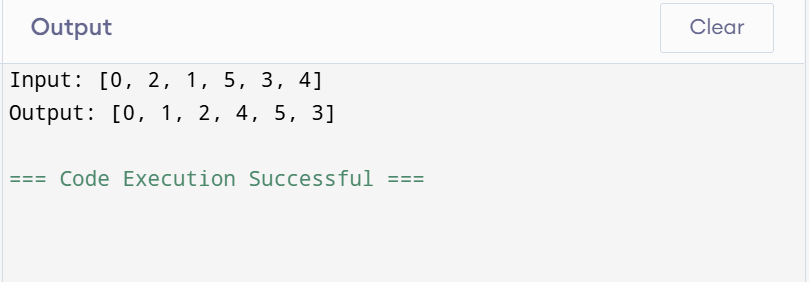 Output
Clear
Input: [0, 2, 1, 5, 3, 4]
Output: [0, 1, 2, 4, 5, 3]
=== Code Execution Successful ===